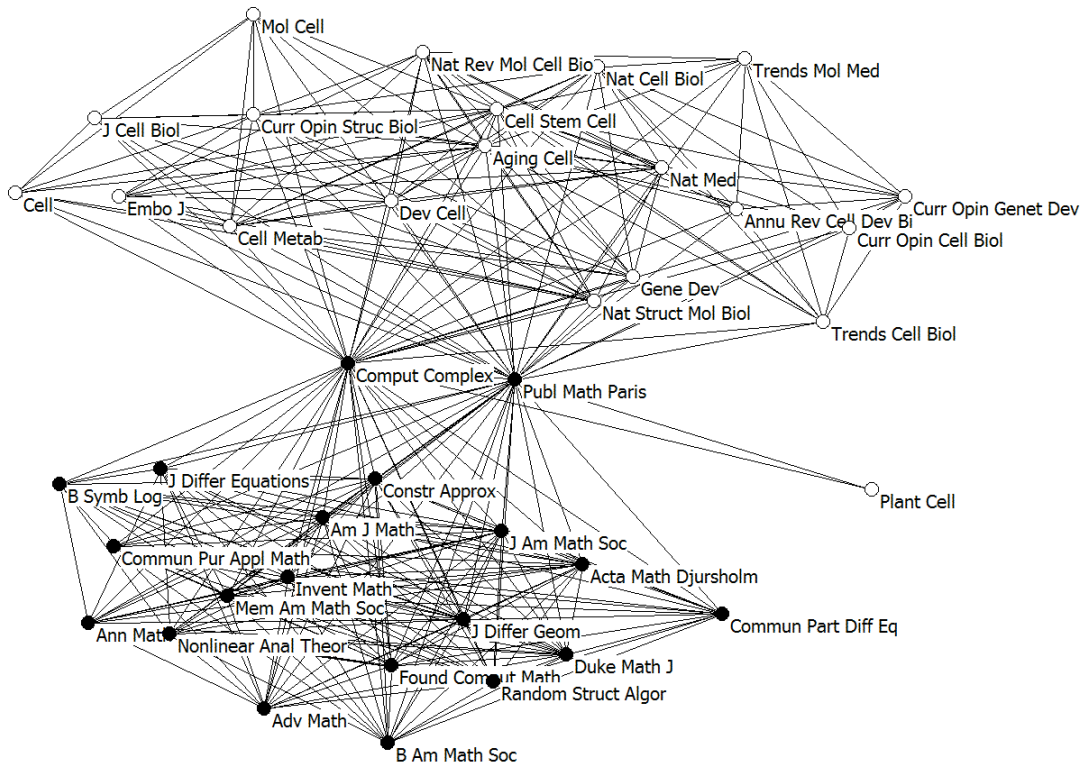 Mol Cell
Nat Rev Mol Cell Bio
Nat Cell Biol
Trends Mol Med
J Cell Biol
Curr Opin Struc Biol
Cell Stem Cell
Aging Cell
Nat Med
Cell
Embo J
Dev Cell
Annu Rev Cell Dev Bi
Curr Opin Genet Dev
Cell Metab
Curr Opin Cell Biol
Gene Dev
Nat Struct Mol Biol
Trends Cell Biol
Comput Complex
Publ Math Paris
J Differ Equations
B Symb Log
Constr Approx
Plant Cell
Am J Math
J Am Math Soc
Commun Pur Appl Math
Acta Math Djursholm
Invent Math
Mem Am Math Soc
Commun Part Diff Eq
Ann Math
Nonlinear Anal Theor
J Differ Geom
Duke Math J
Found Comput Math
Random Struct Algor
Adv Math
B Am Math Soc